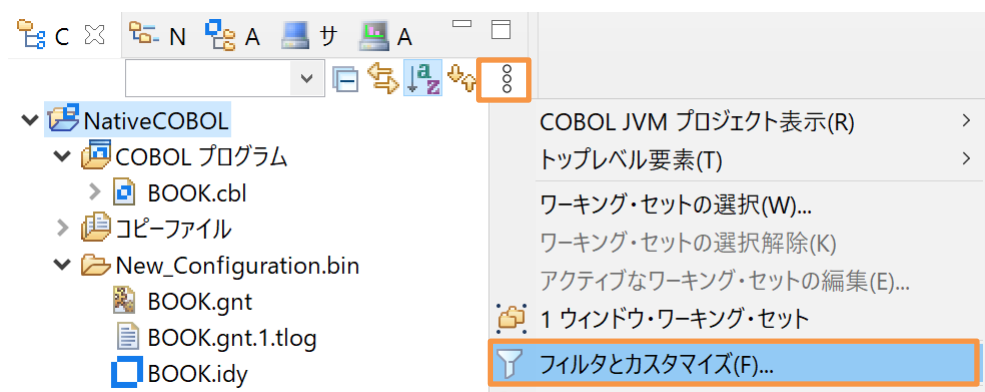 C N A サ A
NativeCOBOL
COBOL プログラム
BOOK.cbl
コピーファイル
New_Configuration.bin
BOOK.gnt
BOOK.gnt.1.tlog
BOOK.idy
COBOL JVM プロジェクト表示(R)
トップレベル要素(T)
ワーキング・セットの選択(W)...
ワーキング・セットの選択解除(K)
アクティブなワーキング・セットの編集(E)...
1 ウィンドウ・ワーキング・セット
フィルタとカスタマイズ(F)...